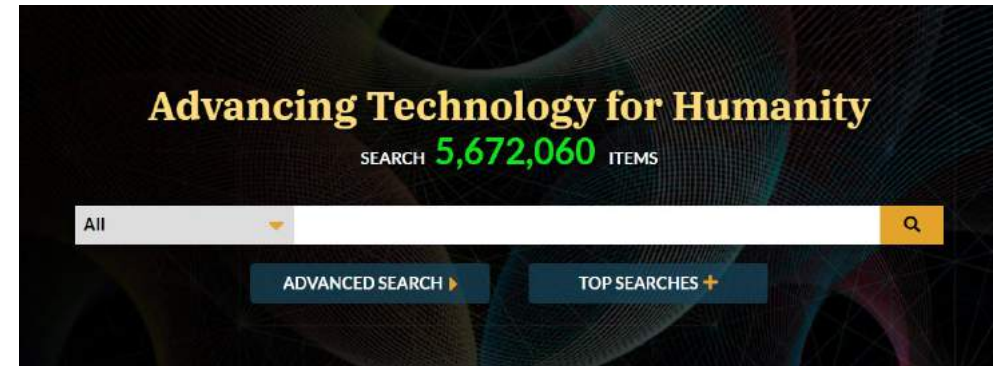 Advancing Technology for Humanity
SEARCH 5,672,060 ITEMS
All
ADVANCED SEARCH TOP SEARCHES +